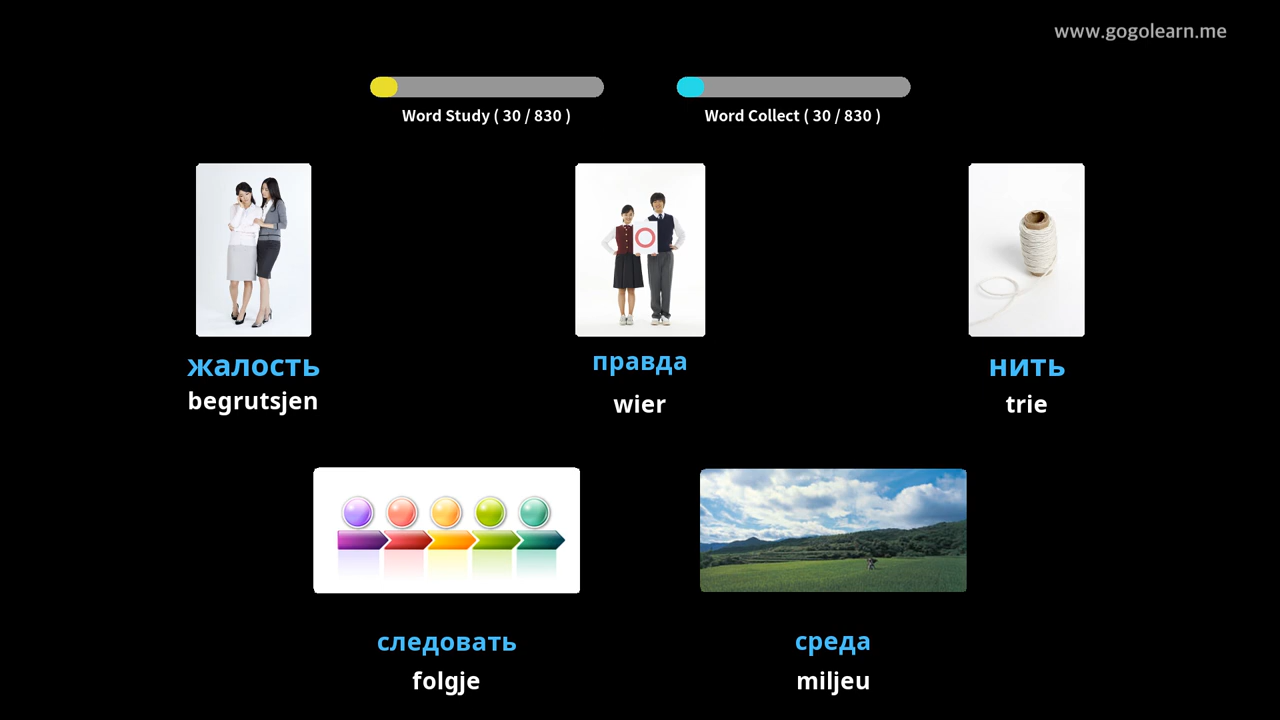 www.gogolearn.me
Word Study ( 30 / 830 )
Word Collect ( 30 / 830 )
жалость
begrutsjen
правда
wier
нить
trie
следовать
folgje
среда
miljeu